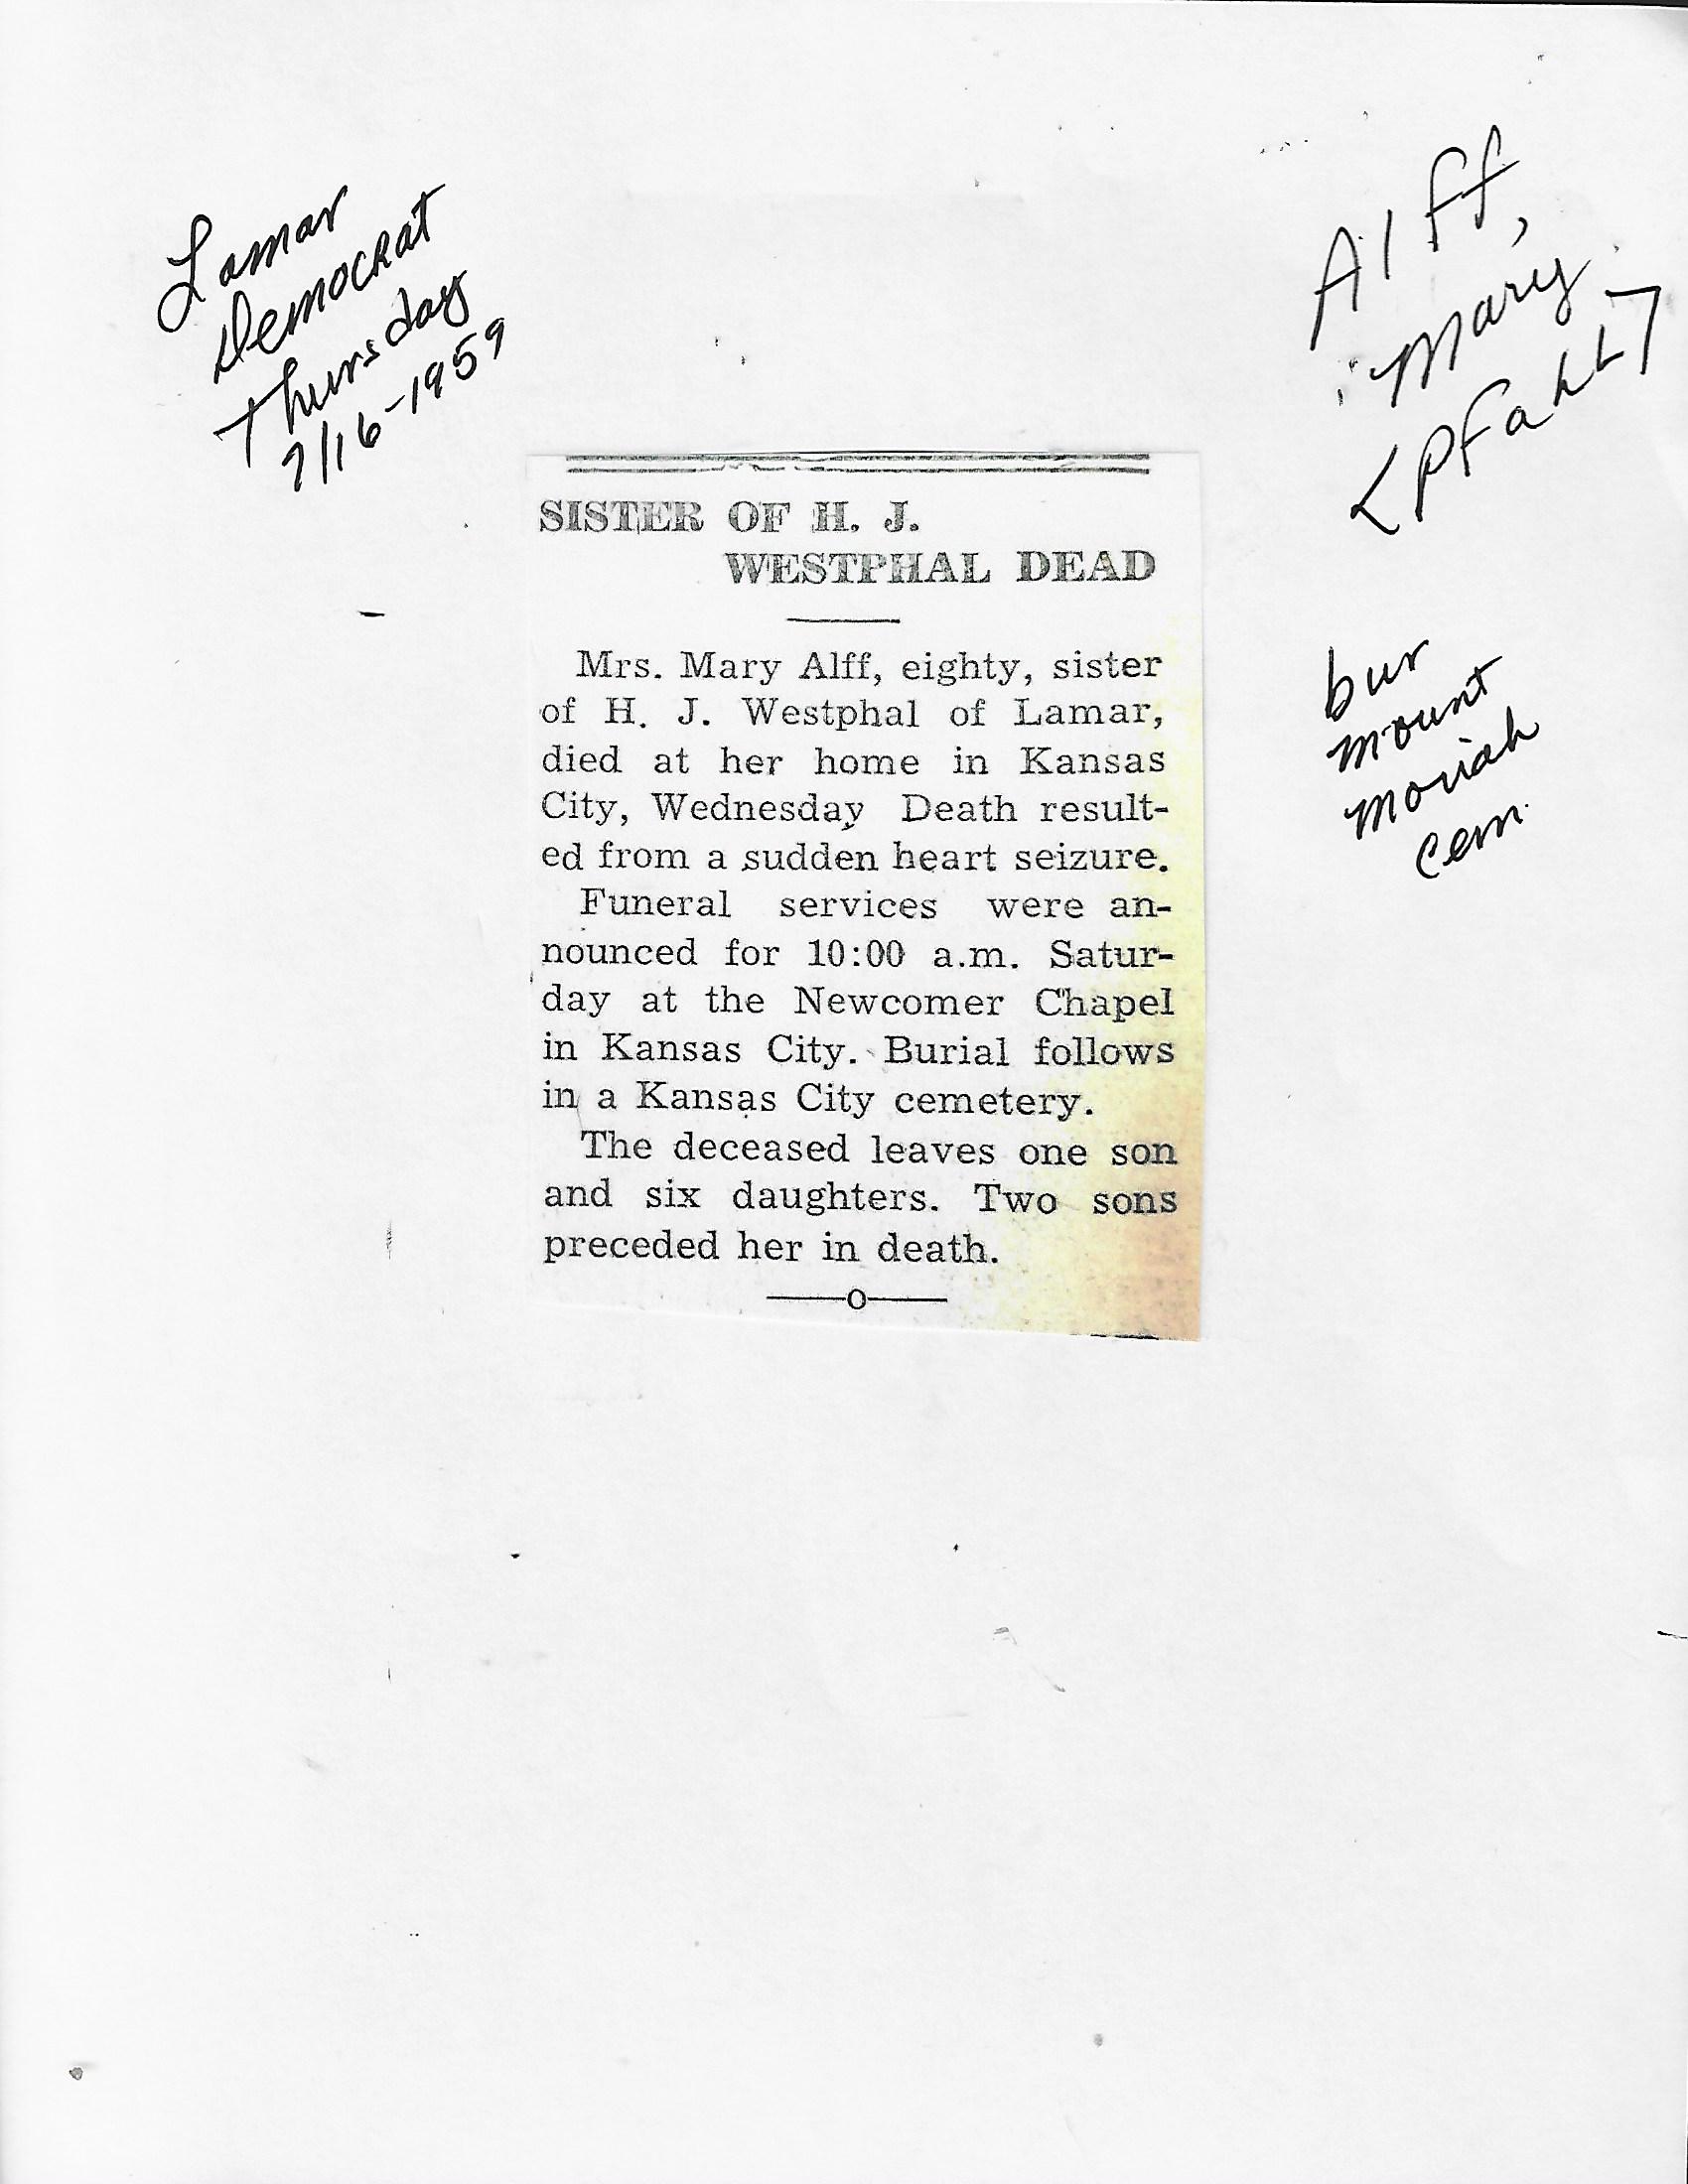 Lamar
Democrat
Thursday
7/16-1959
Alff,
Mary
<PFahl>
bur
mount
moriah
cem.
SISTER OF H. J.
WESTPHAL DEAD
Mrs. Mary Alff, eighty, sister
of H. J. Westphal of Lamar,
died at her home in Kansas
City, Wednesday Death result-
ed from a sudden heart seizure.
Funeral services were an-
nounced for 10:00 a.m. Satur-
day at the Newcomer Chapel
in Kansas City. Burial follows
in a Kansas City cemetery.
The deceased leaves one son
and six daughters. Two sons
preceded her in death.
——o——